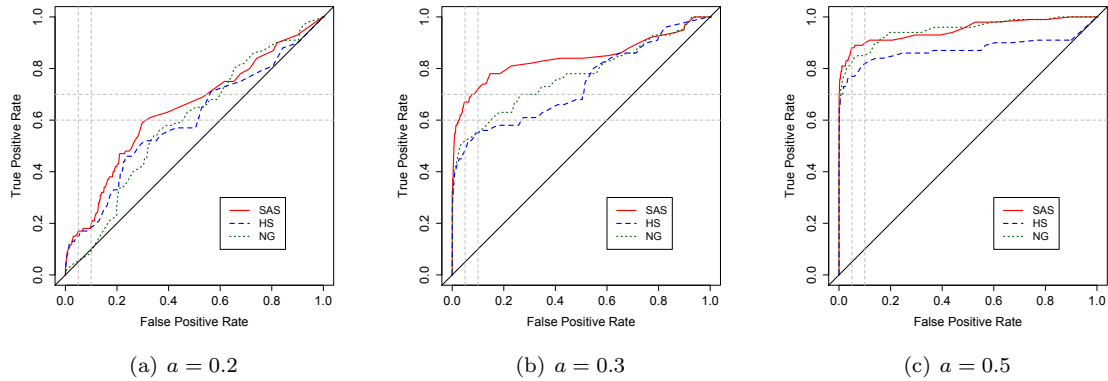 True Positive Rate
0.0 0.2 0.4 0.6 0.8 1.0
SAS
HS
NG
0.0 0.2 0.4 0.6 0.8 1.0
False Positive Rate
(a) a = 0.2
True Positive Rate
0.0 0.2 0.4 0.6 0.8 1.0
SAS
HS
NG
0.0 0.2 0.4 0.6 0.8 1.0
False Positive Rate
(b) a = 0.3
True Positive Rate
0.0 0.2 0.4 0.6 0.8 1.0
SAS
HS
NG
0.0 0.2 0.4 0.6 0.8 1.0
False Positive Rate
(c) a = 0.5